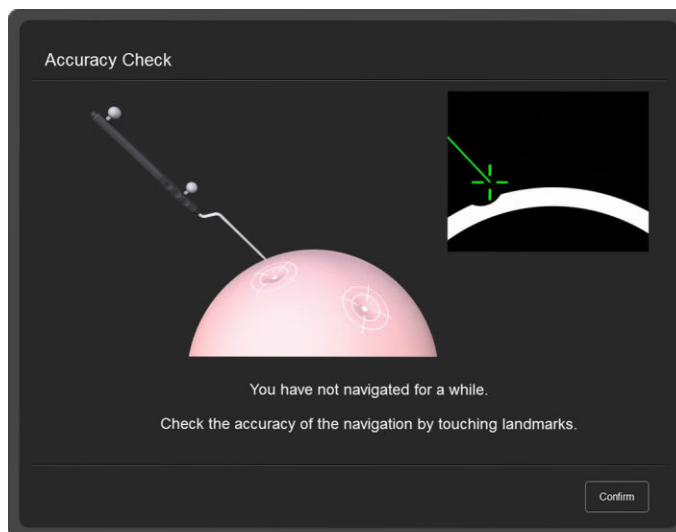 Accuracy Check
You have not navigated for a while.
Check the accuracy of the navigation by touching landmarks.
Confirm